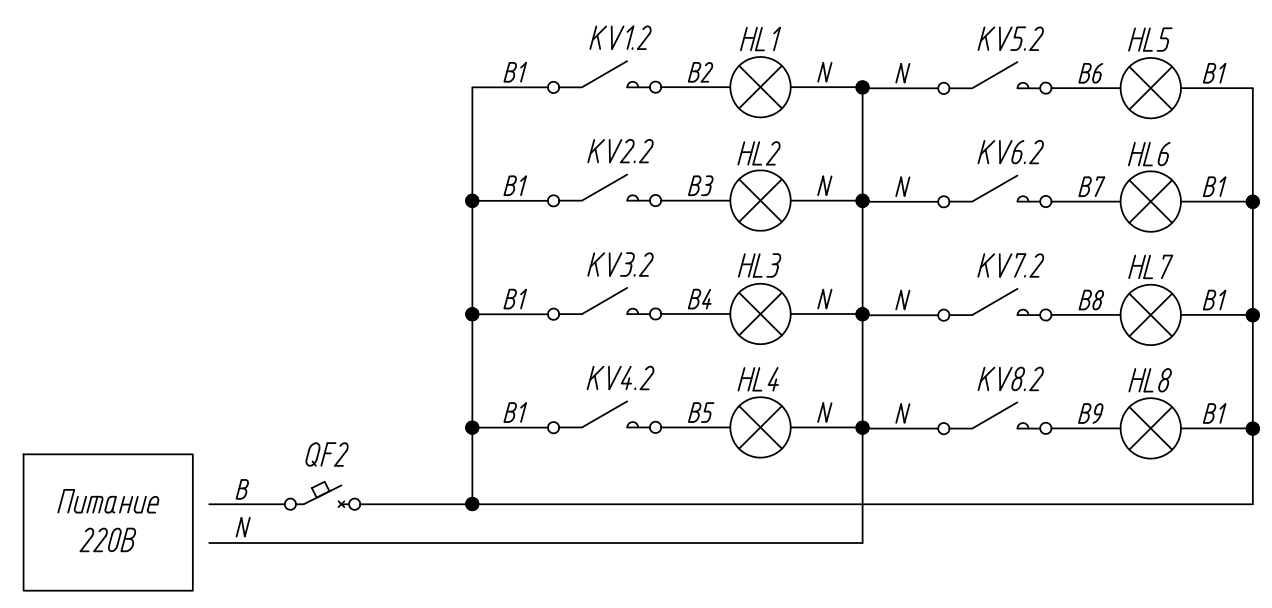 KV1.2 HL1 KV5.2 HL5
B1 B2 N N B6 B1
KV2.2 HL2 KV6.2 HL6
B1 B3 N N B7 B1
KV3.2 HL3 KV7.2 HL7
B1 B4 N N B8 B1
KV4.2 HL4 KV8.2 HL8
B1 B5 N N B9 B1
QF2
B
N
Питание
220В